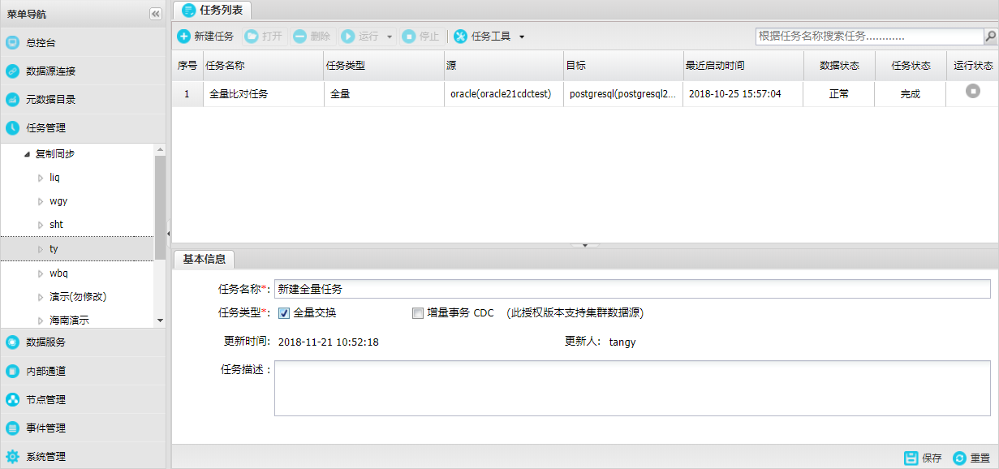 菜单导航
总控台
数据源连接
元数据目录
任务管理
复制同步
liq
wgy
sht
ty
wbq
演示(勿修改)
海南演示
数据服务
内部通道
节点管理
事件管理
系统管理
任务列表
新建任务 打开 删除 运行 停止 任务工具 根据任务名称搜索任务............
序号 任务名称 任务类型 源 目标 最近启动时间 数据状态 任务状态 运行状态
1 全量比对任务 全量 oracle(oracle21cdctest) postgresql(postgresql2... 2018-10-25 15:57:04 正常 完成
基本信息
任务名称*: 新建全量任务
任务类型*: 全量交换 增量事务 CDC (此授权版本支持集群数据源)
更新时间: 2018-11-21 10:52:18 更新人: tangy
任务描述 :
保存 重置